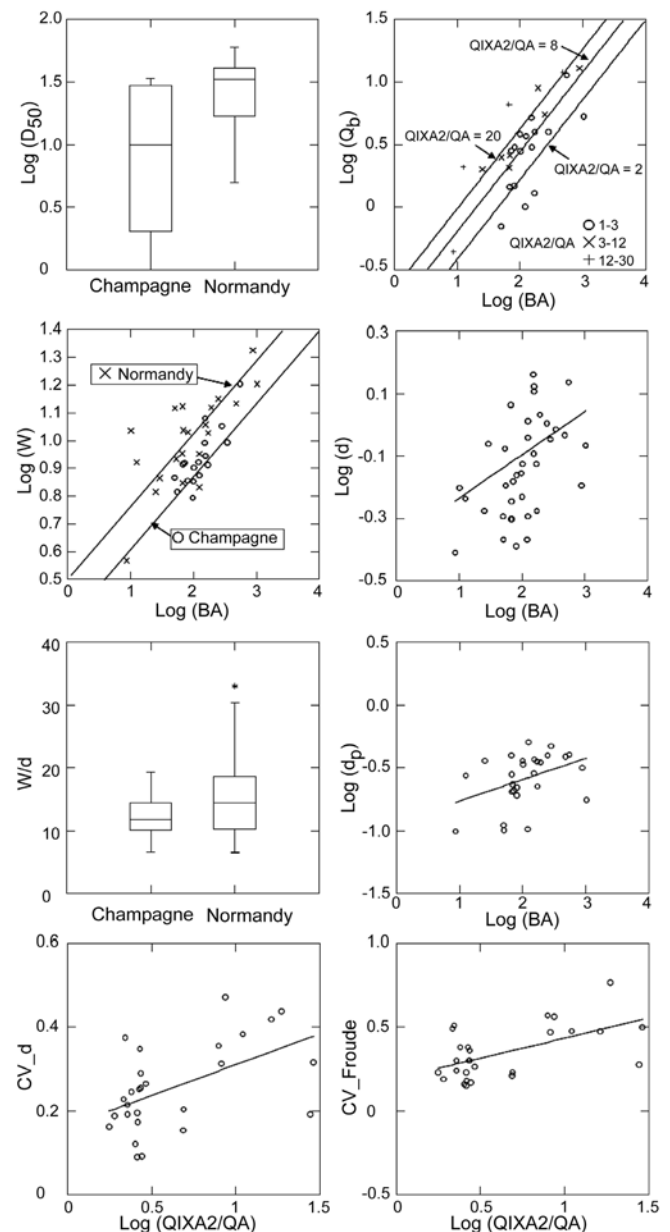 Log (D50)
2.0
1.5
1.0
1.5
0
Champagne
Normandy
Log (Qb)
1.5
1.0
0.5
0
-0.5
QIXA2/QA = 8
QIXA2/QA = 20
QIXA2/QA = 2
QIXA2/QA
o 1-3
× 3-12
+ 12-30
0 1 2 3 4
Log (BA)
Log (W)
1.4
1.3
1.2
1.1
1.0
0.9
0.8
0.7
0.6
0.5
× Normandy
O Champagne
0 1 2 3 4
Log (BA)
Log (d)
0.3
0.1
-0.1
-0.3
-0.5
0 1 2 3 4
Log (BA)
W/d
40
30
20
10
0
Champagne
Normandy
Log (dp)
0.5
0.0
-0.5
-1.0
-1.5
0 1 2 3 4
Log (BA)
CV_d
0.6
0.4
0.2
0
0 0.5 1.0 1.5
Log (QIXA2/QA)
CV_Froude
1.0
0.5
0
-0.5
0 0.5 1.0 1.5
Log (QIXA2/QA)